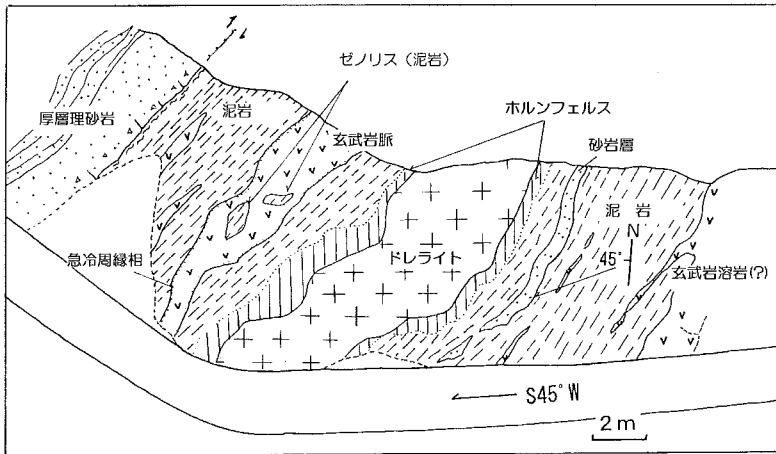 ゼノリス（泥岩）
ホルンフェルス
厚層理砂岩
泥岩
玄武岩脈
砂岩層
泥岩
N
45°
ドレライト
玄武岩溶岩(?)
急冷周縁相
S45°W
2m